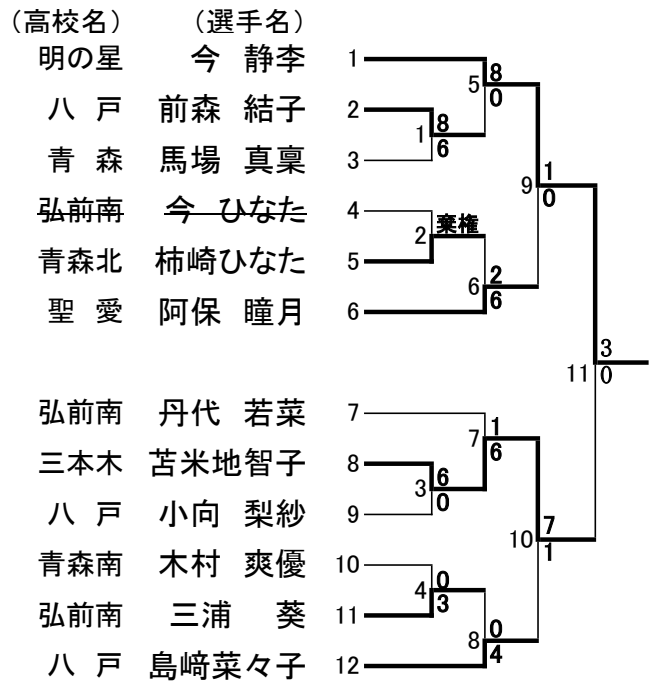 （高校名） （選手名）
明の星 今 静李 1
八 戸 前森 結子 2
青 森 馬場 真稟 3
弘前南 今 ひなた 4
青森北 柿崎ひなた 5
聖 愛 阿保 瞳月 6
弘前南 丹代 若菜 7
三本木 苫米地智子 8
八 戸 小向 梨紗 9
青森南 木村 爽優 10
弘前南 三浦 葵 11
八 戸 島﨑菜々子 12
1 8 6
2 棄権
3 6 0
4 0 3
5 8 0
6 2 6
7 1 6
8 0 4
9 1 0
10 7 1
11 3 0